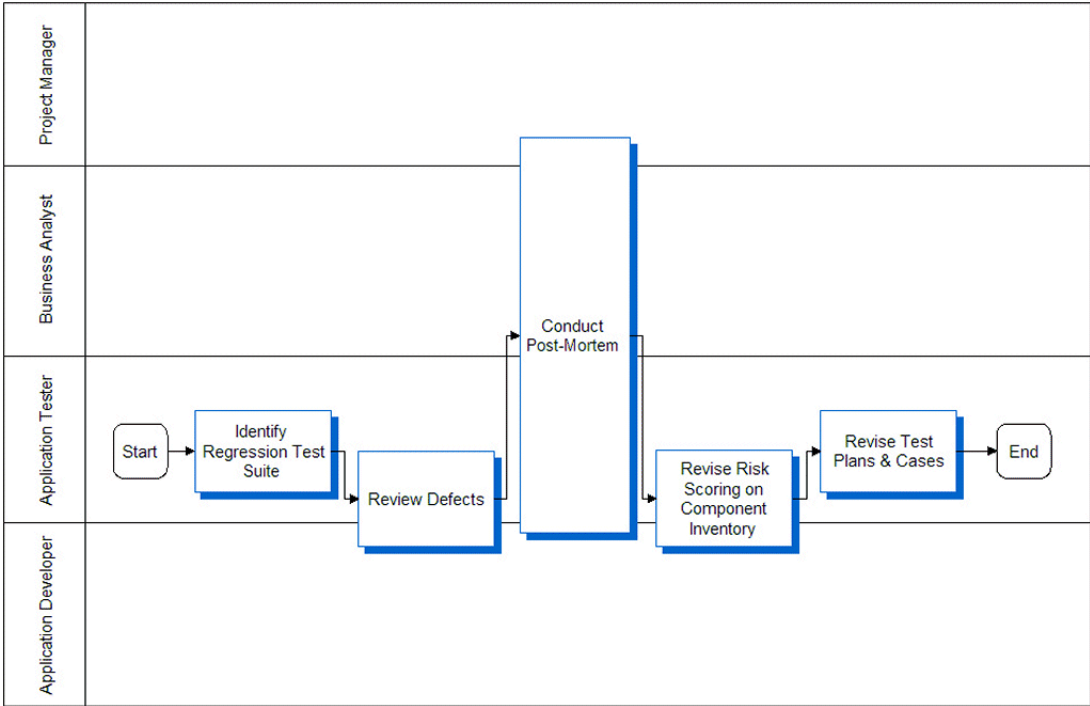 Project Manager
Business Analyst
Application Tester
Application Developer
Start
Identify
Regression Test
Suite
Review Defects
Conduct
Post-Mortem
Revise Risk
Scoring on
Component
Inventory
Revise Test
Plans & Cases
End